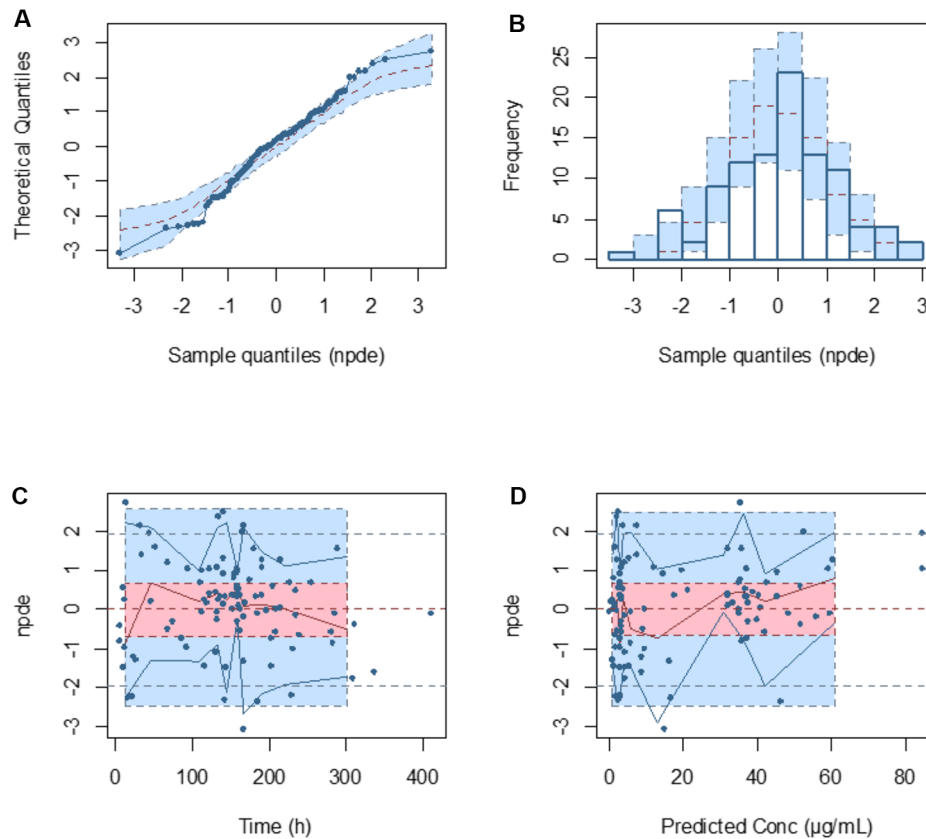 A
Theoretical Quantiles
3
2
1
0
-1
-2
-3
-3 -2 -1 0 1 2 3
Sample quantiles (npde)
B
Frequency
25
20
15
10
5
0
-3 -2 -1 0 1 2 3
Sample quantiles (npde)
C
npde
2
1
0
-1
-2
-3
0 100 200 300 400
Time (h)
D
npde
2
1
0
-1
-2
-3
0 20 40 60 80
Predicted Conc (µg/mL)